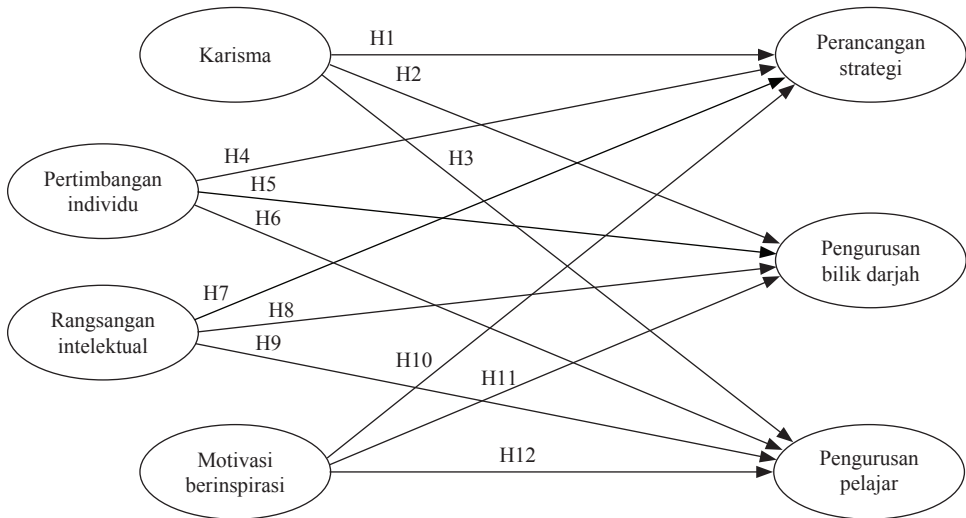 Karisma
H1
Perancangan
strategi
H2
H3
H4
Pertimbangan
individu
H5
H6
Pengurusan
bilik darjah
H7
Rangsangan
intelektual
H8
H9
H10
H11
Motivasi
berinspirasi
H12
Pengurusan
pelajar